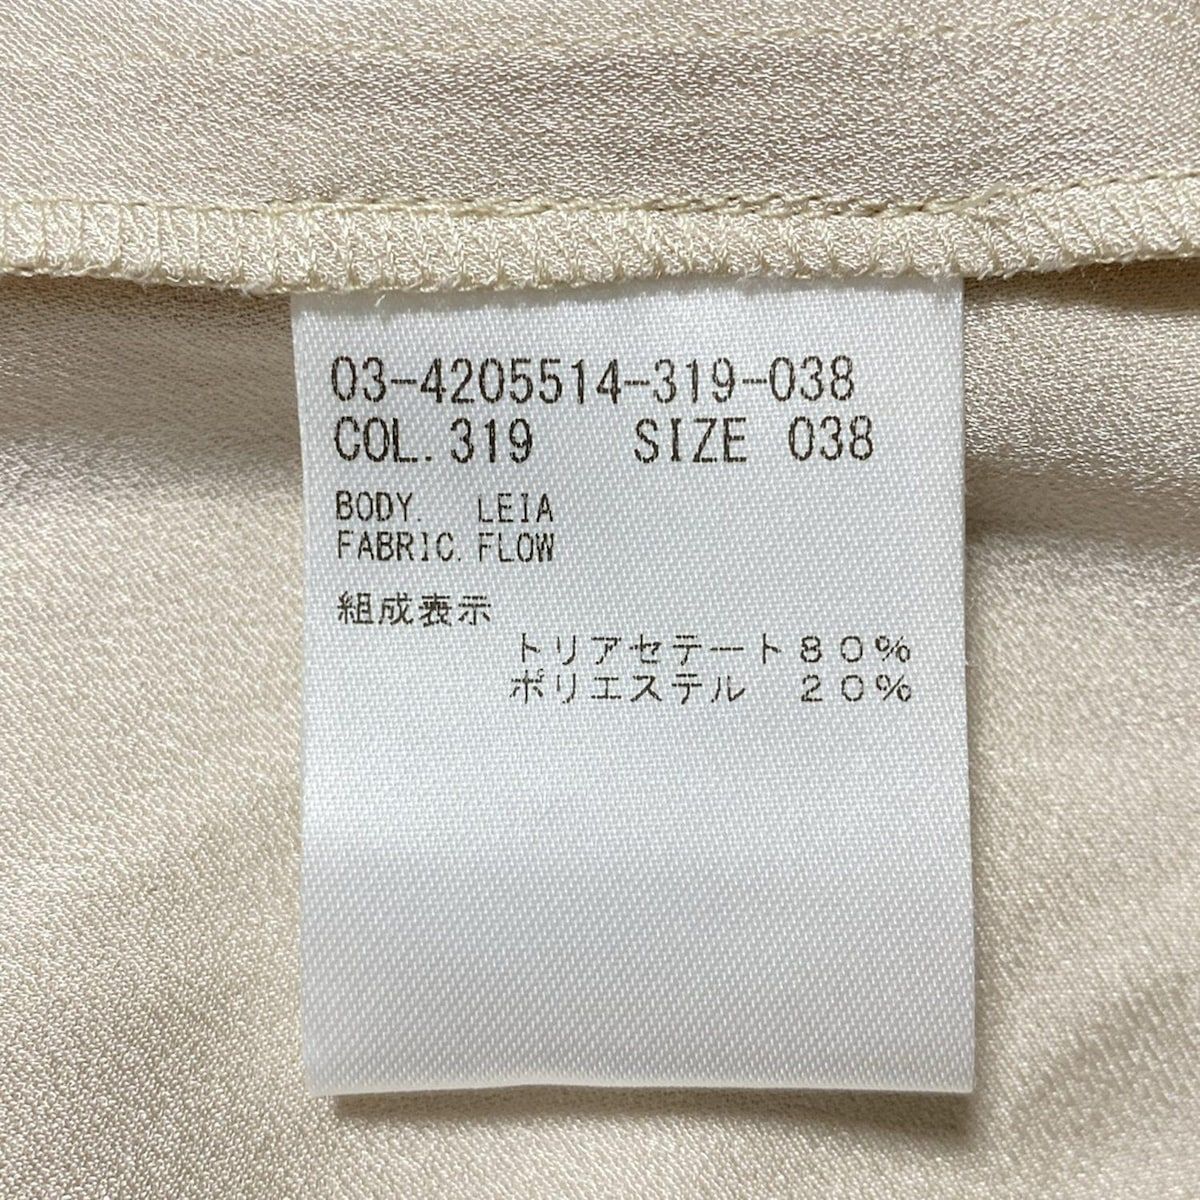 03-4205514-319-038
COL. 319 SIZE 038
BODY. LEIA
FABRIC. FLOW
組成表示
トリアセテート80%
ポリエステル 20%